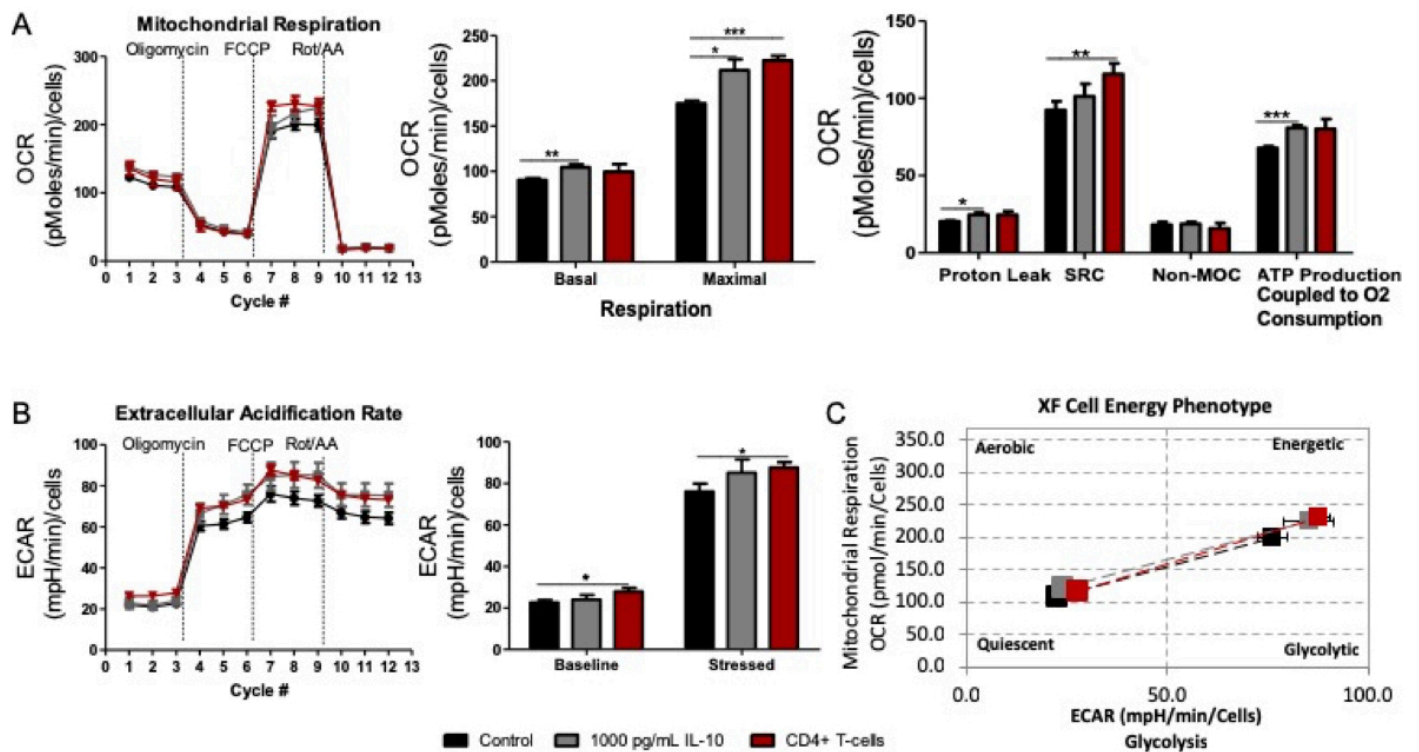 A
Mitochondrial Respiration
Oligomycin FCCP Rot/AA
300
200
100
0
OCR
(pMoles/min)/cells)
1 2 3 4 5 6 7 8 9 10 11 12 13
Cycle #
250
200
150
100
50
0
OCR
(pMoles/min)/cells)
**
*
***
Basal Maximal
Respiration
150
100
50
0
OCR
(pMoles/min)/cells)
*
**
***
Proton Leak SRC Non-MOC ATP Production
Coupled to O2
Consumption
B
Extracellular Acidification Rate
Oligomycin FCCP Rot/AA
100
80
60
40
20
0
ECAR
(mpH/min)/cells
0 1 2 3 4 5 6 7 8 9 10 11 12 13
Cycle #
100
80
60
40
20
0
ECAR
(mpH/min)/cells
*
*
Baseline Stressed
C
XF Cell Energy Phenotype
Mitochondrial Respiration
OCR (pmol/min/Cells)
350.0
300.0
250.0
200.0
150.0
100.0
50.0
0.0
Aerobic Energetic
Quiescent Glycolytic
0.0 50.0 100.0
ECAR (mpH/min/Cells)
Glycolysis
Control 1000 pg/mL IL-10 CD4+ T-cells